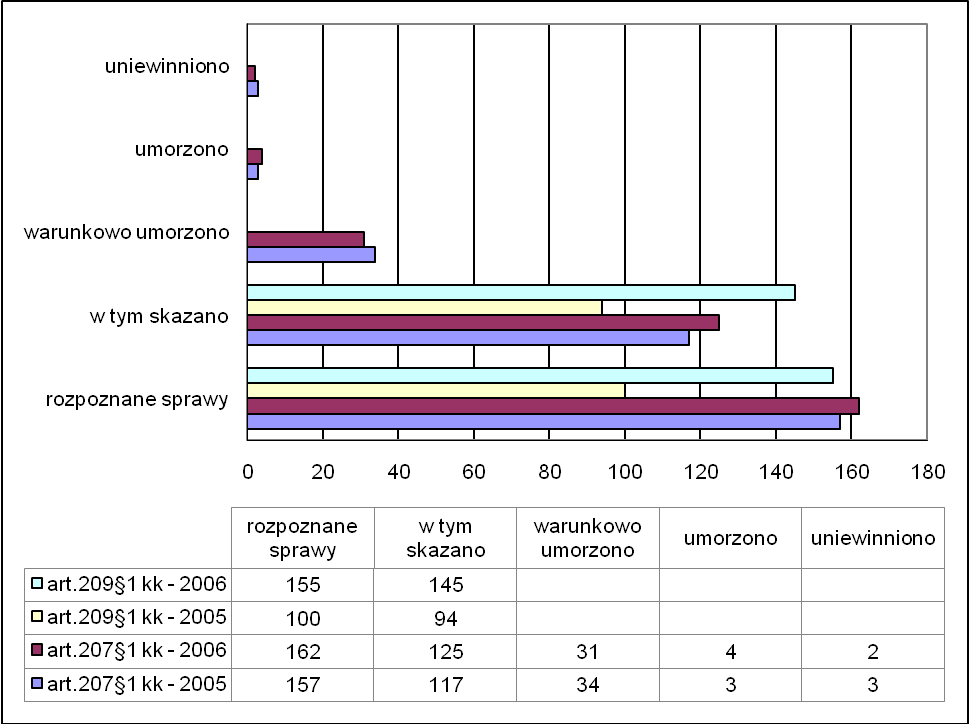 uniewinniono
umorzono
warunkowo umorzono
w tym skazano
rozpoznane sprawy
0 20 40 60 80 100 120 140 160 180
rozpoznane sprawy
w tym skazano
warunkowo umorzono
umorzono
uniewinniono
art.209§1 kk - 2006 155 145
art.209§1 kk - 2005 100 94
art.207§1 kk - 2006 162 125 31 4 2
art.207§1 kk - 2005 157 117 34 3 3